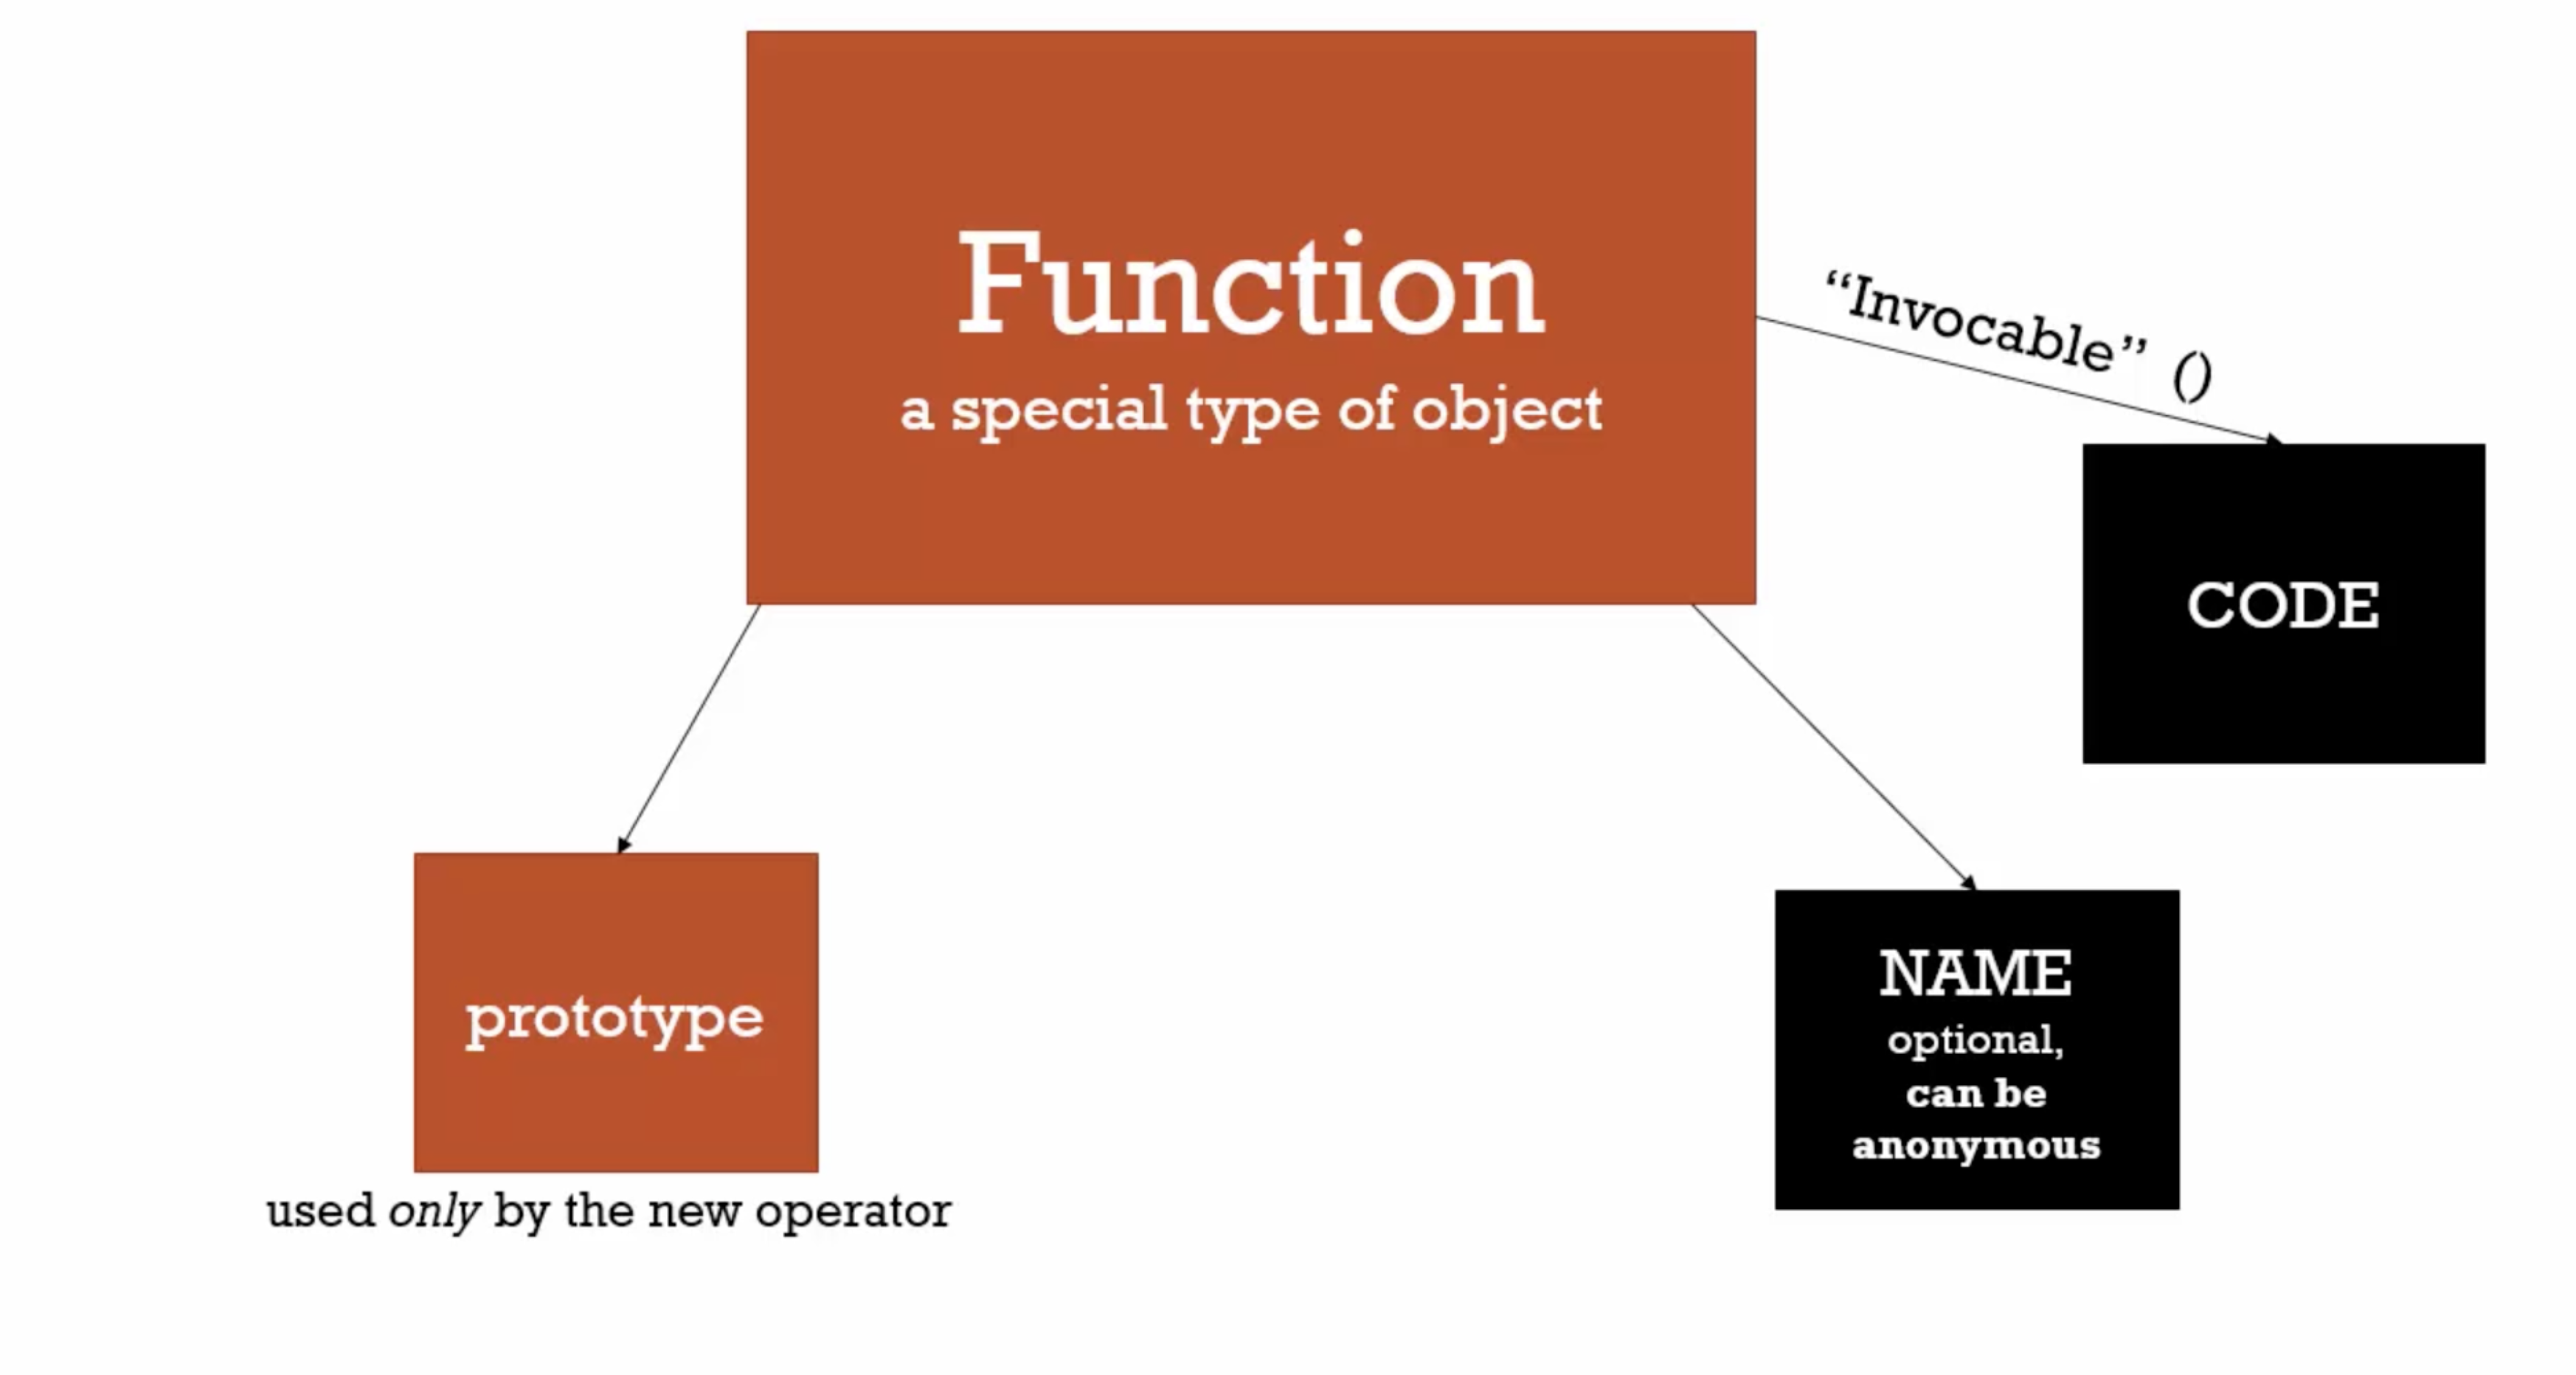 Function
a special type of object
“Invocable” ()
CODE
prototype
used only by the new operator
NAME
optional,
can be
anonymous